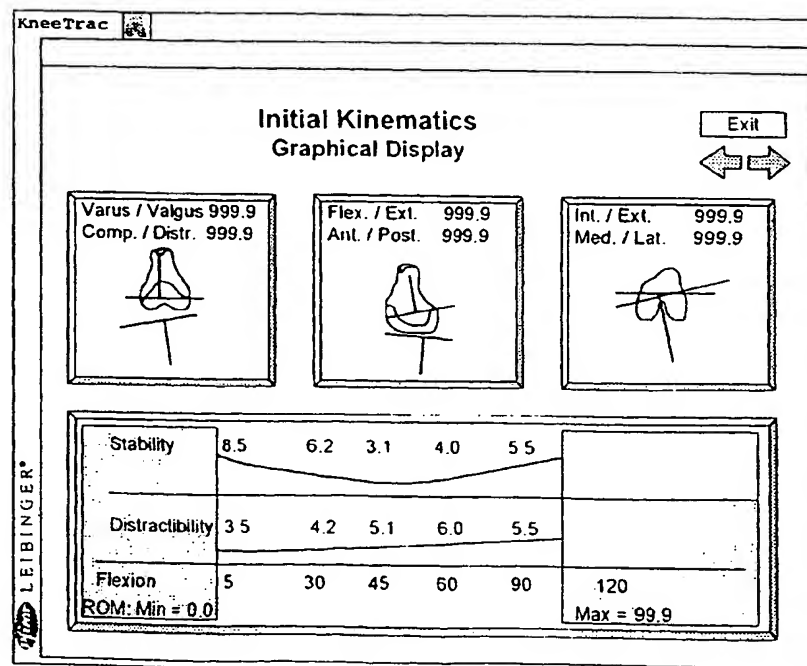 KneeTrac
Initial Kinematics
Graphical Display
Exit
Varus / Valgus 999.9
Comp. / Distr. 999.9
Flex. / Ext. 999.9
Ant. / Post. 999.9
Int. / Ext. 999.9
Med. / Lat. 999.9
Stability 8.5 6.2 3.1 4.0 5 5
Distractibility 3 5 4.2 5.1 6.0 5.5
Flexion 5 30 45 60 90 120
ROM: Min = 0.0 Max = 99.9
LEIBINGER®